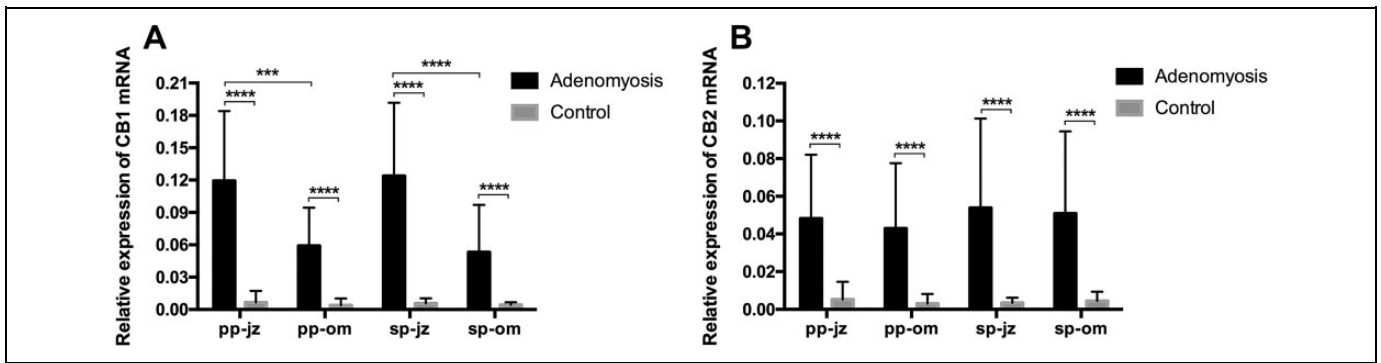 A
Relative expression of CB1 mRNA
0.21
0.18
0.15
0.12
0.09
0.06
0.03
0.00
***
****
****
****
****
****
pp-jz
pp-om
sp-jz
sp-om
Adenomyosis
Control
B
Relative expression of CB2 mRNA
0.12
0.10
0.08
0.06
0.04
0.02
0.00
****
****
****
****
pp-jz
pp-om
sp-jz
sp-om
Adenomyosis
Control